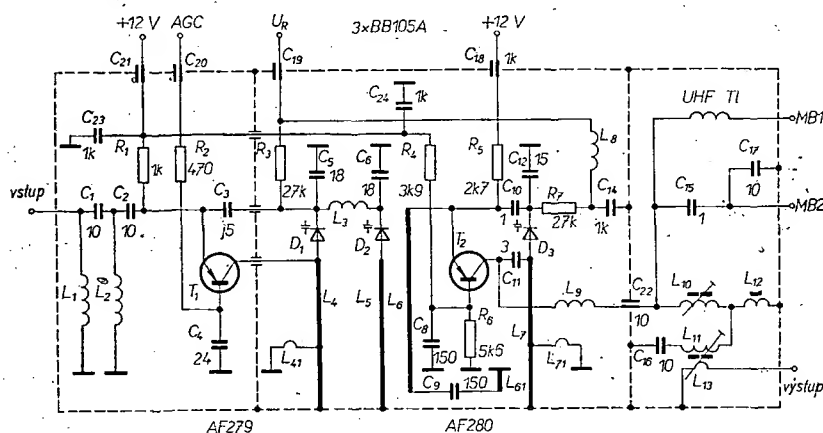 +12 V AGC U_R 3xBB105A +12 V
C21 C20 C19 C18 1k
C24 1k UHF Tl
C23 1k MB1
R1 1k R2 470 R3 27k C5 18 C6 18 R4 3k9 R5 2k7 C12 15 L8 C17 10
vstup C1 10 C2 10 C3 j5 L3 C10 1 R7 27k C14 1k C15 1 MB2
D1 D2 T2 D3
T1 3 C11
L1 L2 L4 L5 L6 L9 C22 10 L10 L12
C4 24 L41 C8 150 R6 5k6 L7 L71 L11
C9 150 L61 C16 10 L13 výstup
AF279 AF280